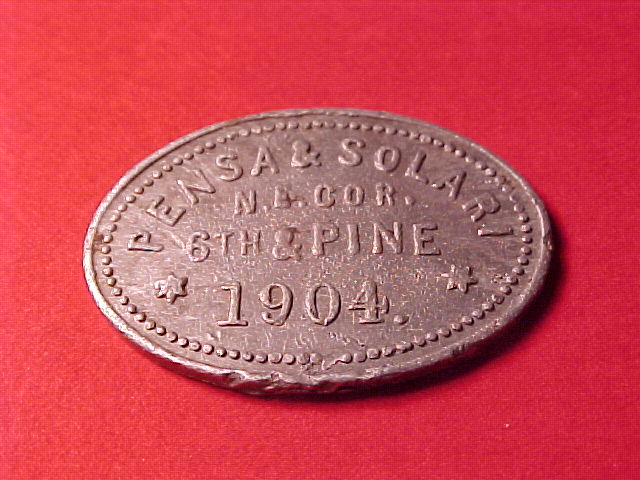 PENSA & SOLARI
N.E. COR.
6TH & PINE
1904.